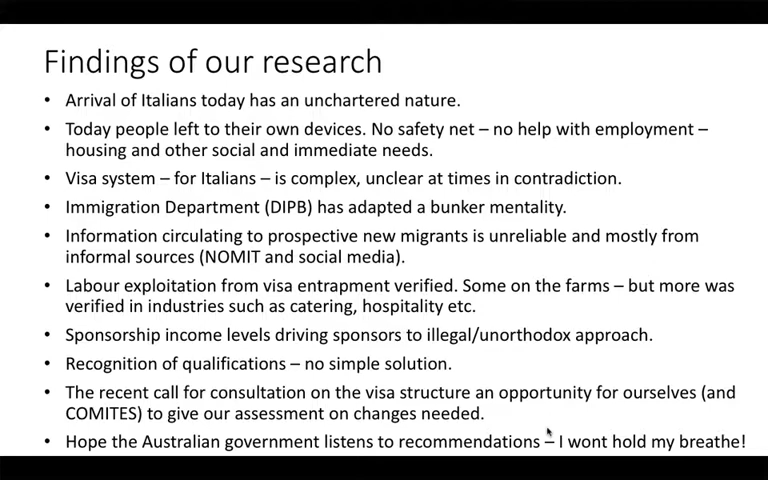 Findings of our research
• Arrival of Italians today has an unchartered nature.
• Today people left to their own devices. No safety net – no help with employment –
housing and other social and immediate needs.
• Visa system – for Italians – is complex, unclear at times in contradiction.
• Immigration Department (DIPB) has adapted a bunker mentality.
• Information circulating to prospective new migrants is unreliable and mostly from
informal sources (NOMIT and social media).
• Labour exploitation from visa entrapment verified. Some on the farms – but more was
verified in industries such as catering, hospitality etc.
• Sponsorship income levels driving sponsors to illegal/unorthodox approach.
• Recognition of qualifications – no simple solution.
• The recent call for consultation on the visa structure an opportunity for ourselves (and
COMITES) to give our assessment on changes needed.
• Hope the Australian government listens to recommendations – I wont hold my breathe!